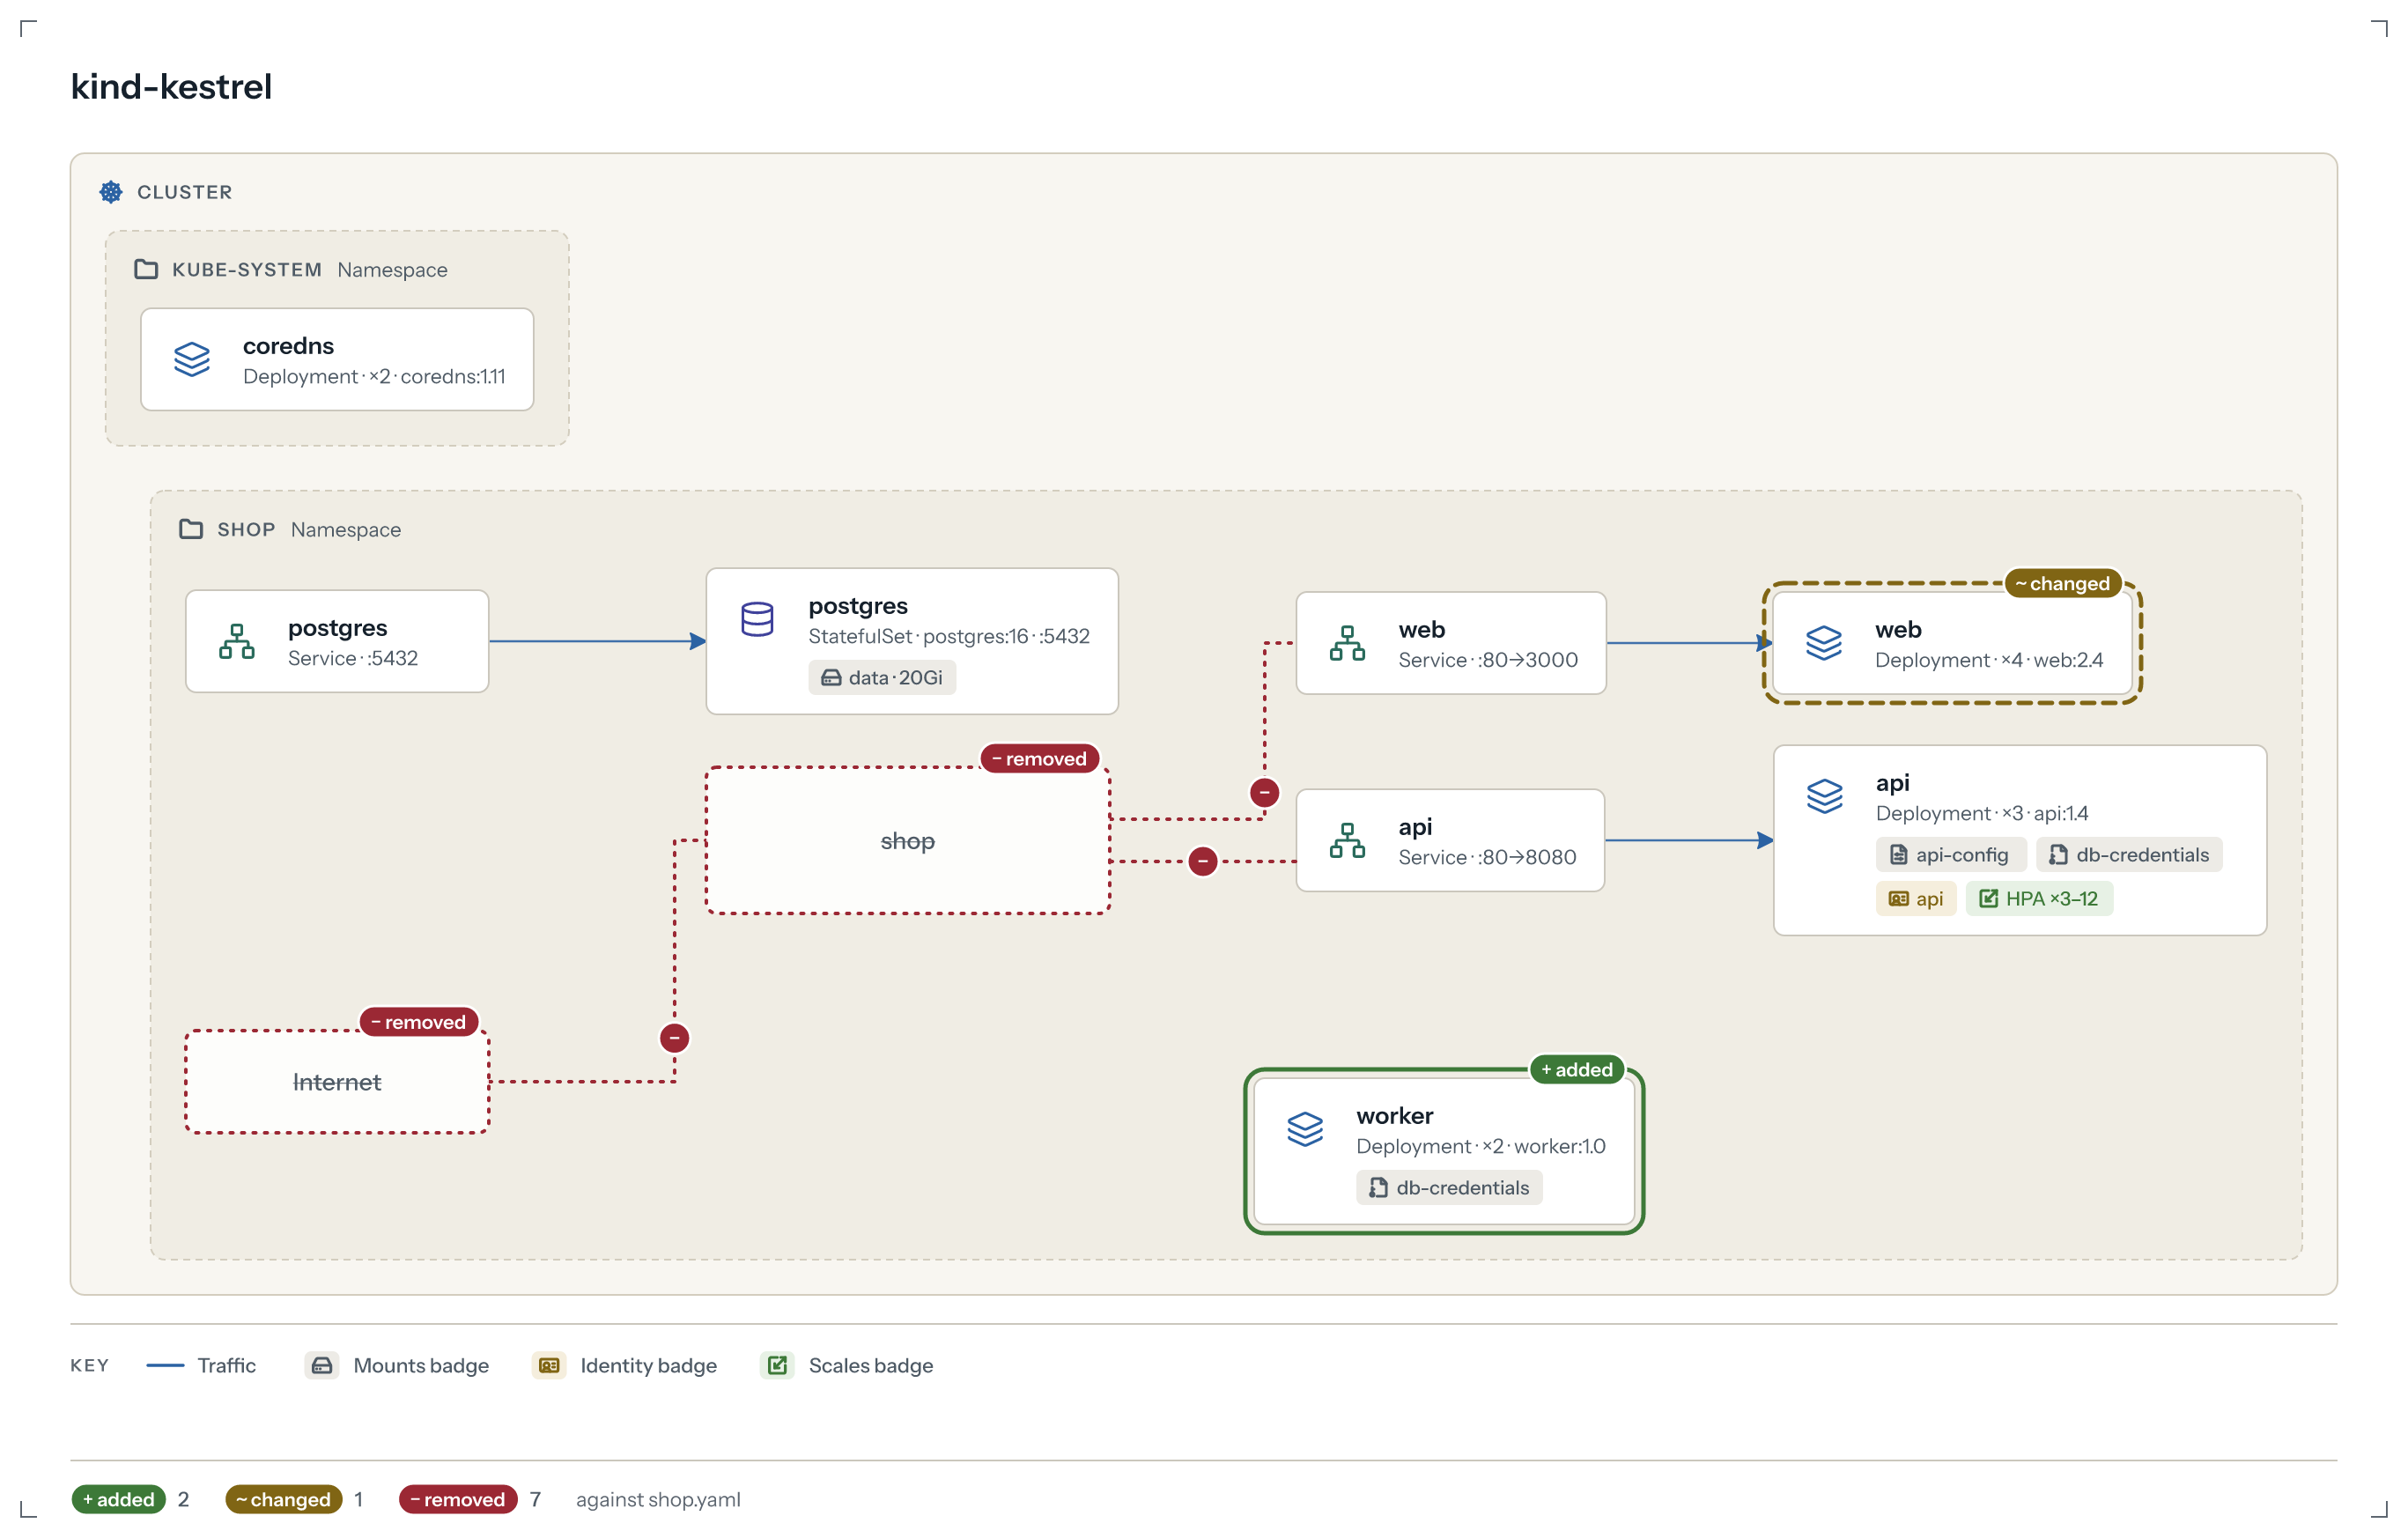 kind-kestrel
CLUSTER
KUBE-SYSTEM Namespace
coredns
Deployment · ×2 · coredns:1.11
SHOP Namespace
postgres
Service · :5432
postgres
StatefulSet · postgres:16 · :5432
data · 20Gi
web
Service · :80→3000
~ changed
web
Deployment · ×4 · web:2.4
− removed
shop
api
Service · :80→8080
api
Deployment · ×3 · api:1.4
api-config db-credentials
api HPA ×3–12
− removed
Internet
+ added
worker
Deployment · ×2 · worker:1.0
db-credentials
KEY Traffic Mounts badge Identity badge Scales badge
+ added 2 ~ changed 1 − removed 7 against shop.yaml